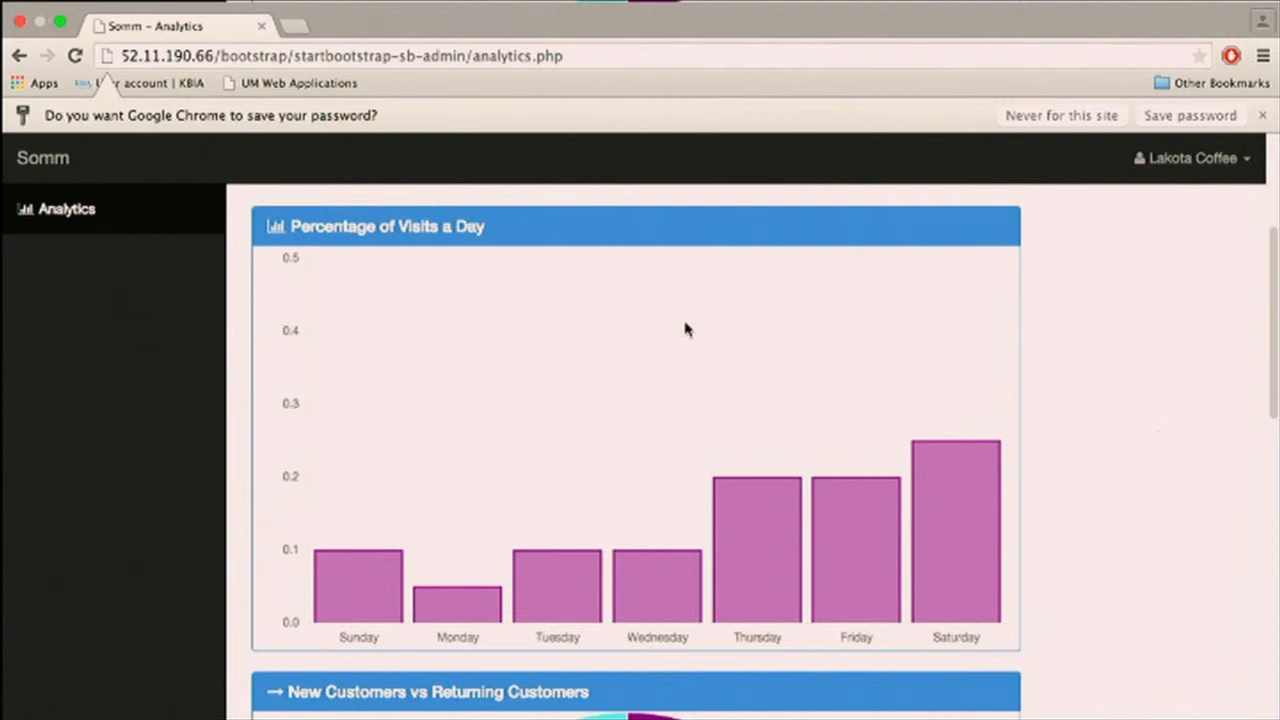 Somm – Analytics
52.11.190.66/bootstrap/startbootstrap-sb-admin/analytics.php
Apps
account | KBIA
UM Web Applications
Other Bookmarks
Do you want Google Chrome to save your password?
Never for this site
Save password
Somm
Lakota Coffee
Analytics
Percentage of Visits a Day
0.5
0.4
0.3
0.2
0.1
0.0
Sunday Monday Tuesday Wednesday Thursday Friday Saturday
New Customers vs Returning Customers